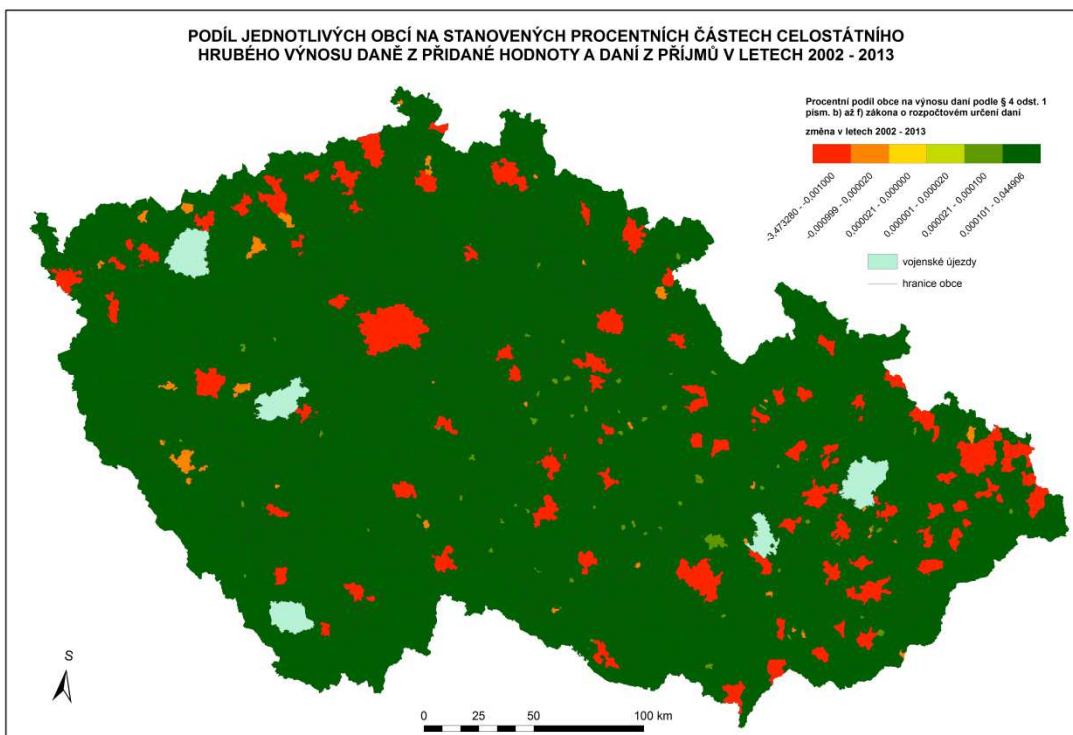 PODÍL JEDNOTLIVÝCH OBCÍ NA STANOVENÝCH PROCENTNÍCH ČÁSTECH CELOSTÁTNÍHO
HRUBÉHO VÝNOSU DANĚ Z PŘIDANÉ HODNOTY A DANÍ Z PŘÍJMŮ V LETECH 2002 - 2013
Procentní podíl obce na výnosu daní podle § 4 odst. 1
písm. b) až f) zákona o rozpočtovém určení daní
změna v letech 2002 - 2013
-3,473280 - -0,001000
-0,000999 - 0,000020
0,000021 - -0,000000
0,000001 - 0,000020
0,000021 - 0,000100
0,000101 - 0,044906
vojenské újezdy
hranice obce
S
0 25 50 100 km